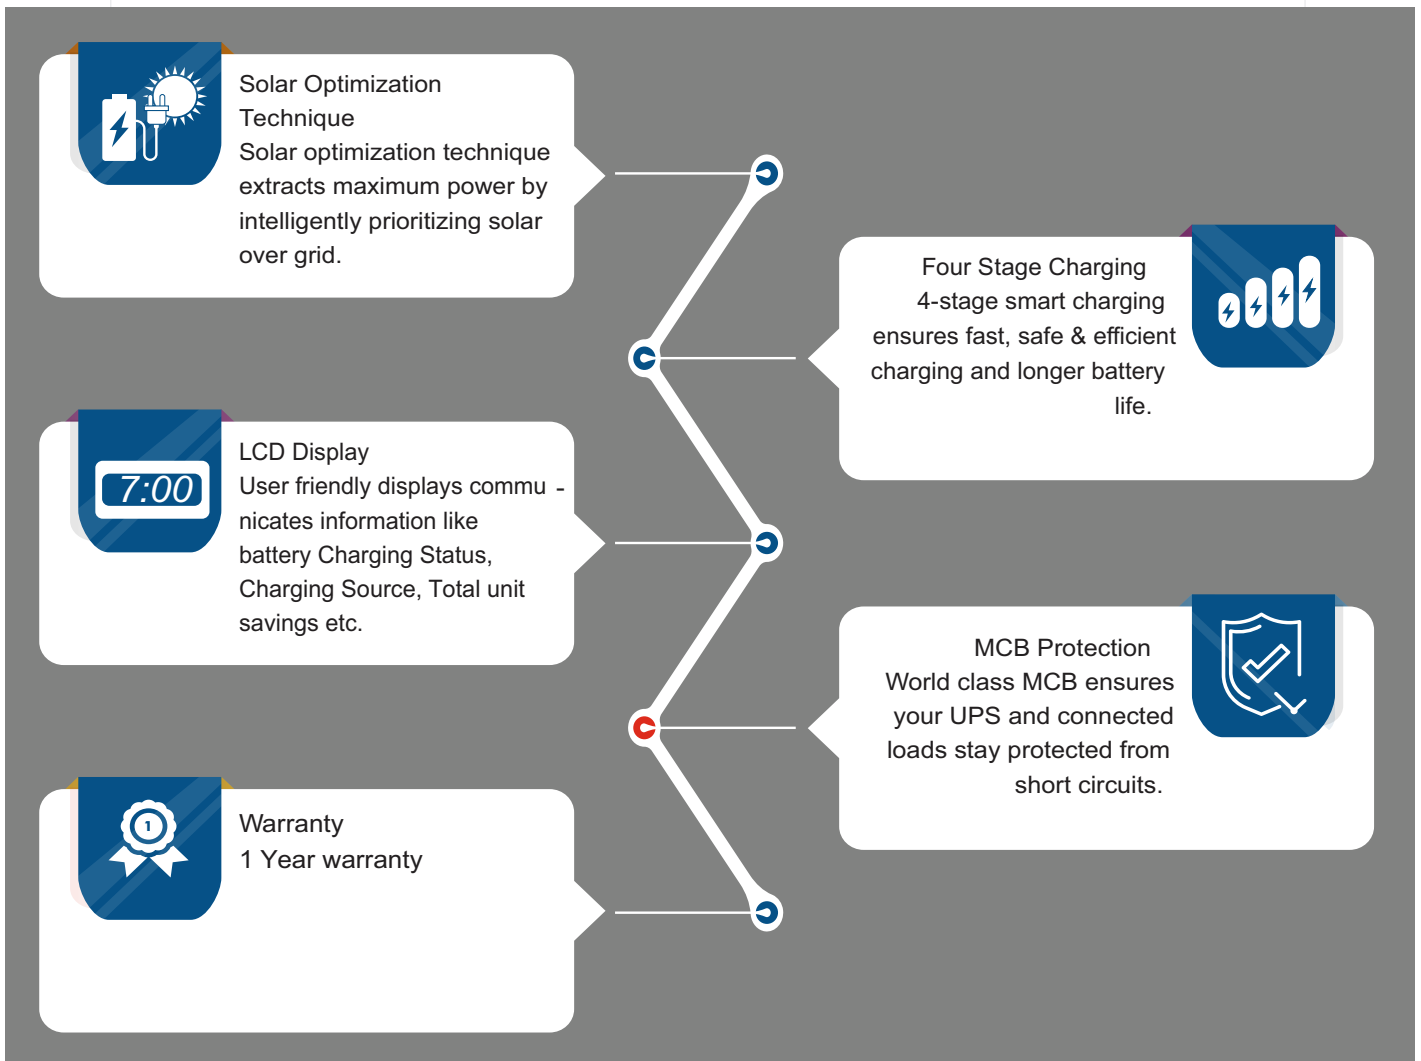 Solar Optimization
Technique
Solar optimization technique
extracts maximum power by
intelligently prioritizing solar
over grid.
Four Stage Charging
4-stage smart charging
ensures fast, safe & efficient
charging and longer battery
life.
7:00
LCD Display
User friendly displays commu -
nicates information like
battery Charging Status,
Charging Source, Total unit
savings etc.
MCB Protection
World class MCB ensures
your UPS and connected
loads stay protected from
short circuits.
1
Warranty
1 Year warranty